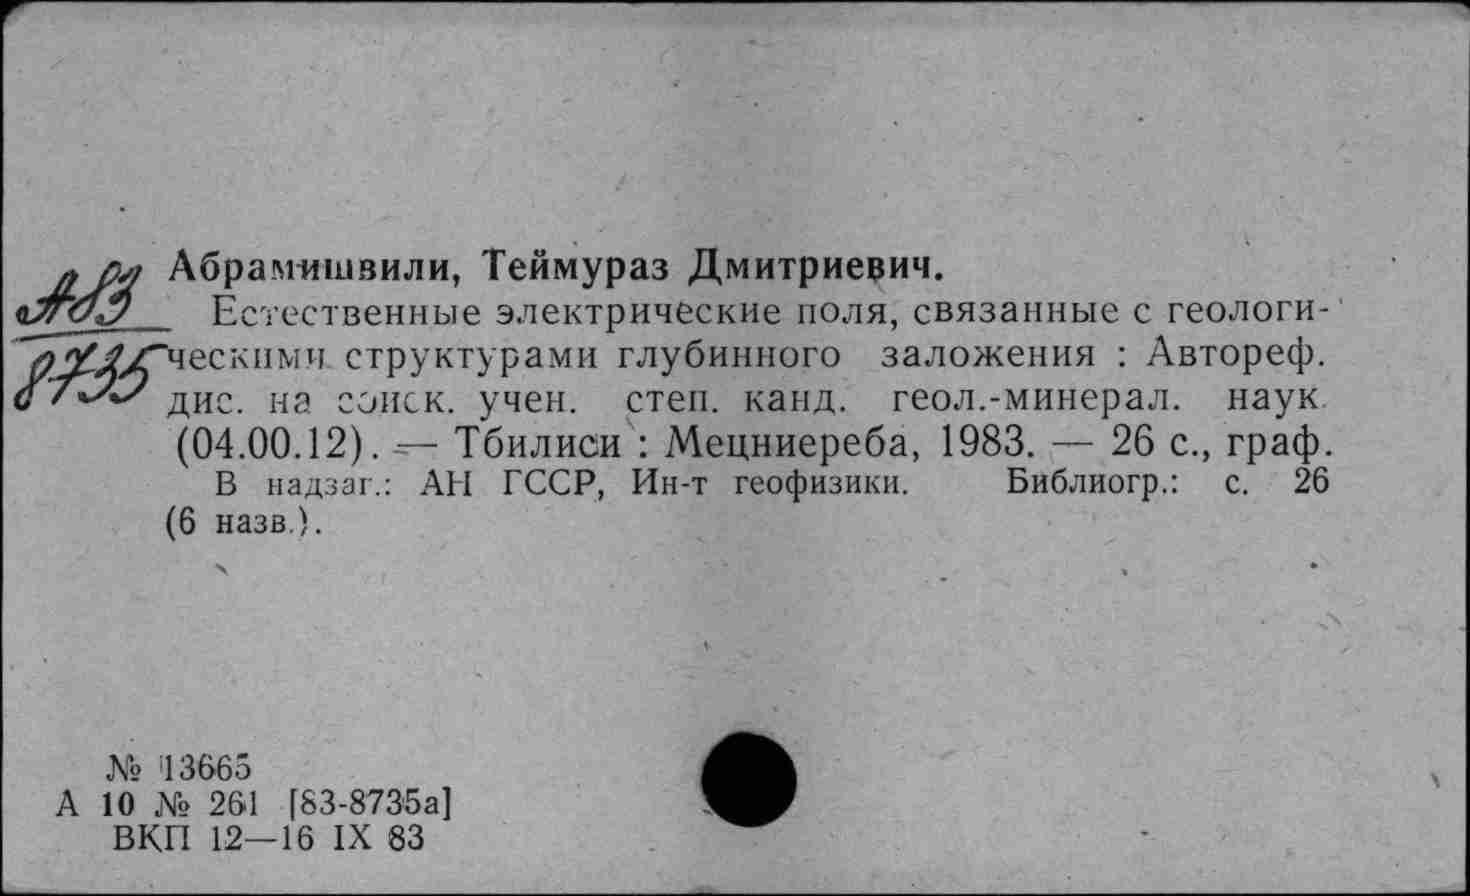 Абрамишвили, Теймураз Дмитриевич.
А83
Естественные электрические поля, связанные с геологи-
8735
ческими структурами глубинного заложения : Автореф.
дис. на соиск. учен. степ. канд. геол.-минерал. наук
(04.00.12). — Тбилиси : Мецниереба, 1983. — 26 с., граф.
В надзаг.: АН ГССР, Ин-т геофизики. Библиогр.: с. 26
(6 назв.).
№ 13665
А 10 № 261 [83-8735а]
ВКП 12—16 IX 83